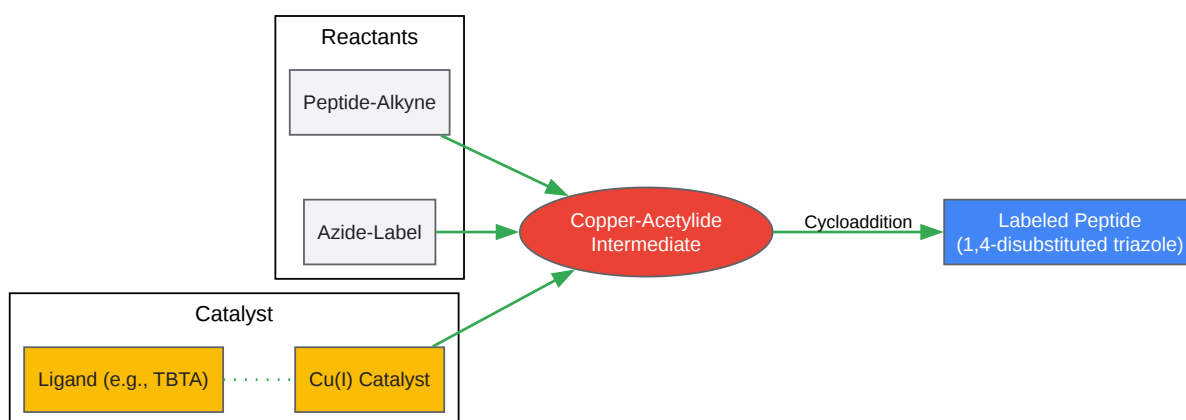 Reactants
Peptide-Alkyne
Azide-Label
Copper-Acetylide
Intermediate
Cycloaddition
Labeled Peptide
(1,4-disubstituted triazole)
Catalyst
Ligand (e.g., TBTA)
Cu(I) Catalyst